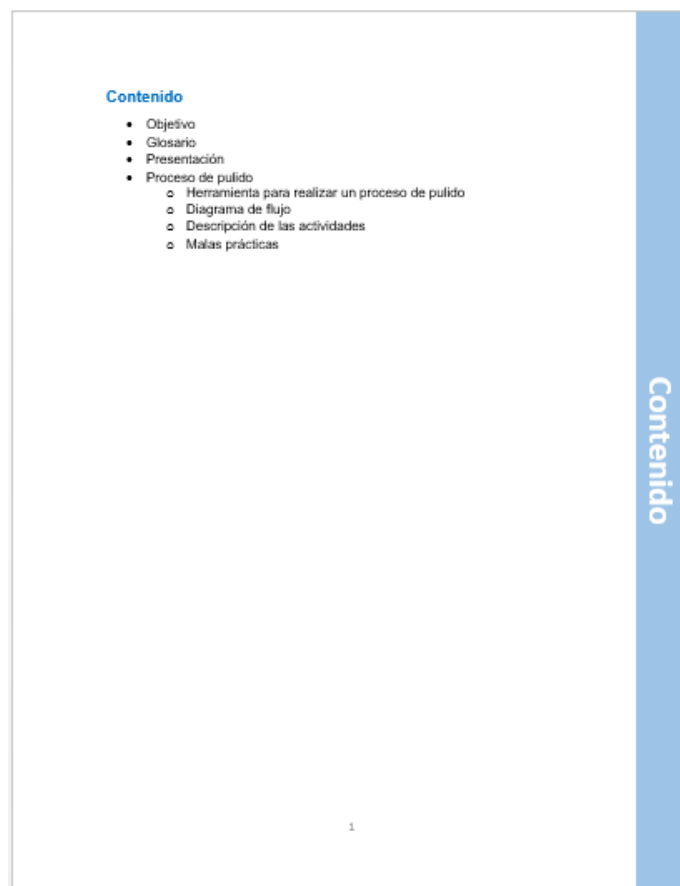 Contenido
• Objetivo
• Glosario
• Presentación
• Proceso de pulido
o Herramienta para realizar un proceso de pulido
o Diagrama de flujo
o Descripción de las actividades
o Malas prácticas
Contenido
1